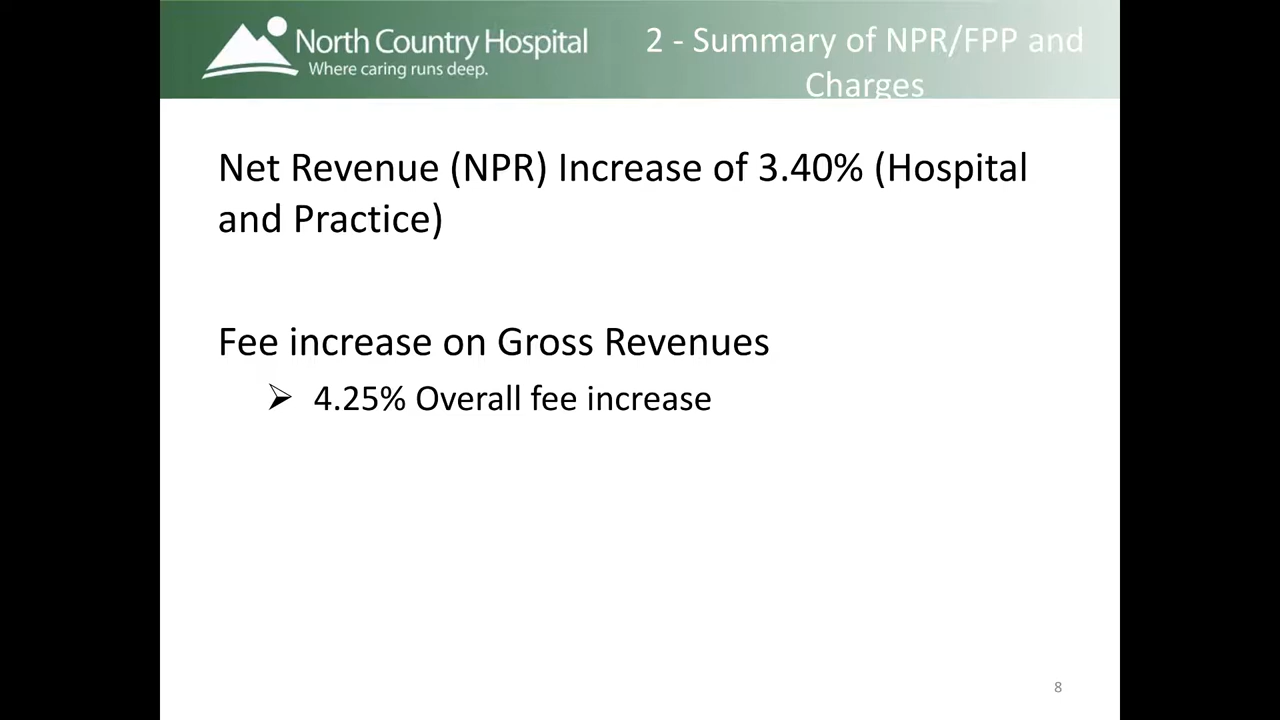 North Country Hospital
Where caring runs deep.
2 - Summary of NPR/FPP and
Charges
Net Revenue (NPR) Increase of 3.40% (Hospital
and Practice)
Fee increase on Gross Revenues
➢ 4.25% Overall fee increase
8